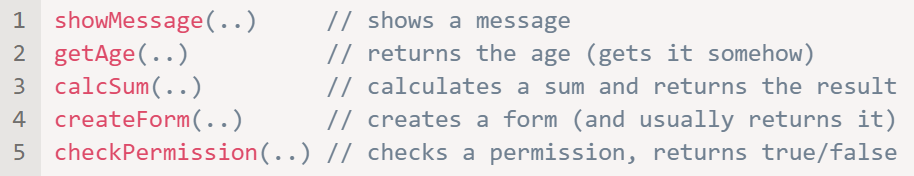 1 showMessage(..)     // shows a message
2 getAge(..)          // returns the age (gets it somehow)
3 calcSum(..)         // calculates a sum and returns the result
4 createForm(..)      // creates a form (and usually returns it)
5 checkPermission(..) // checks a permission, returns true/false